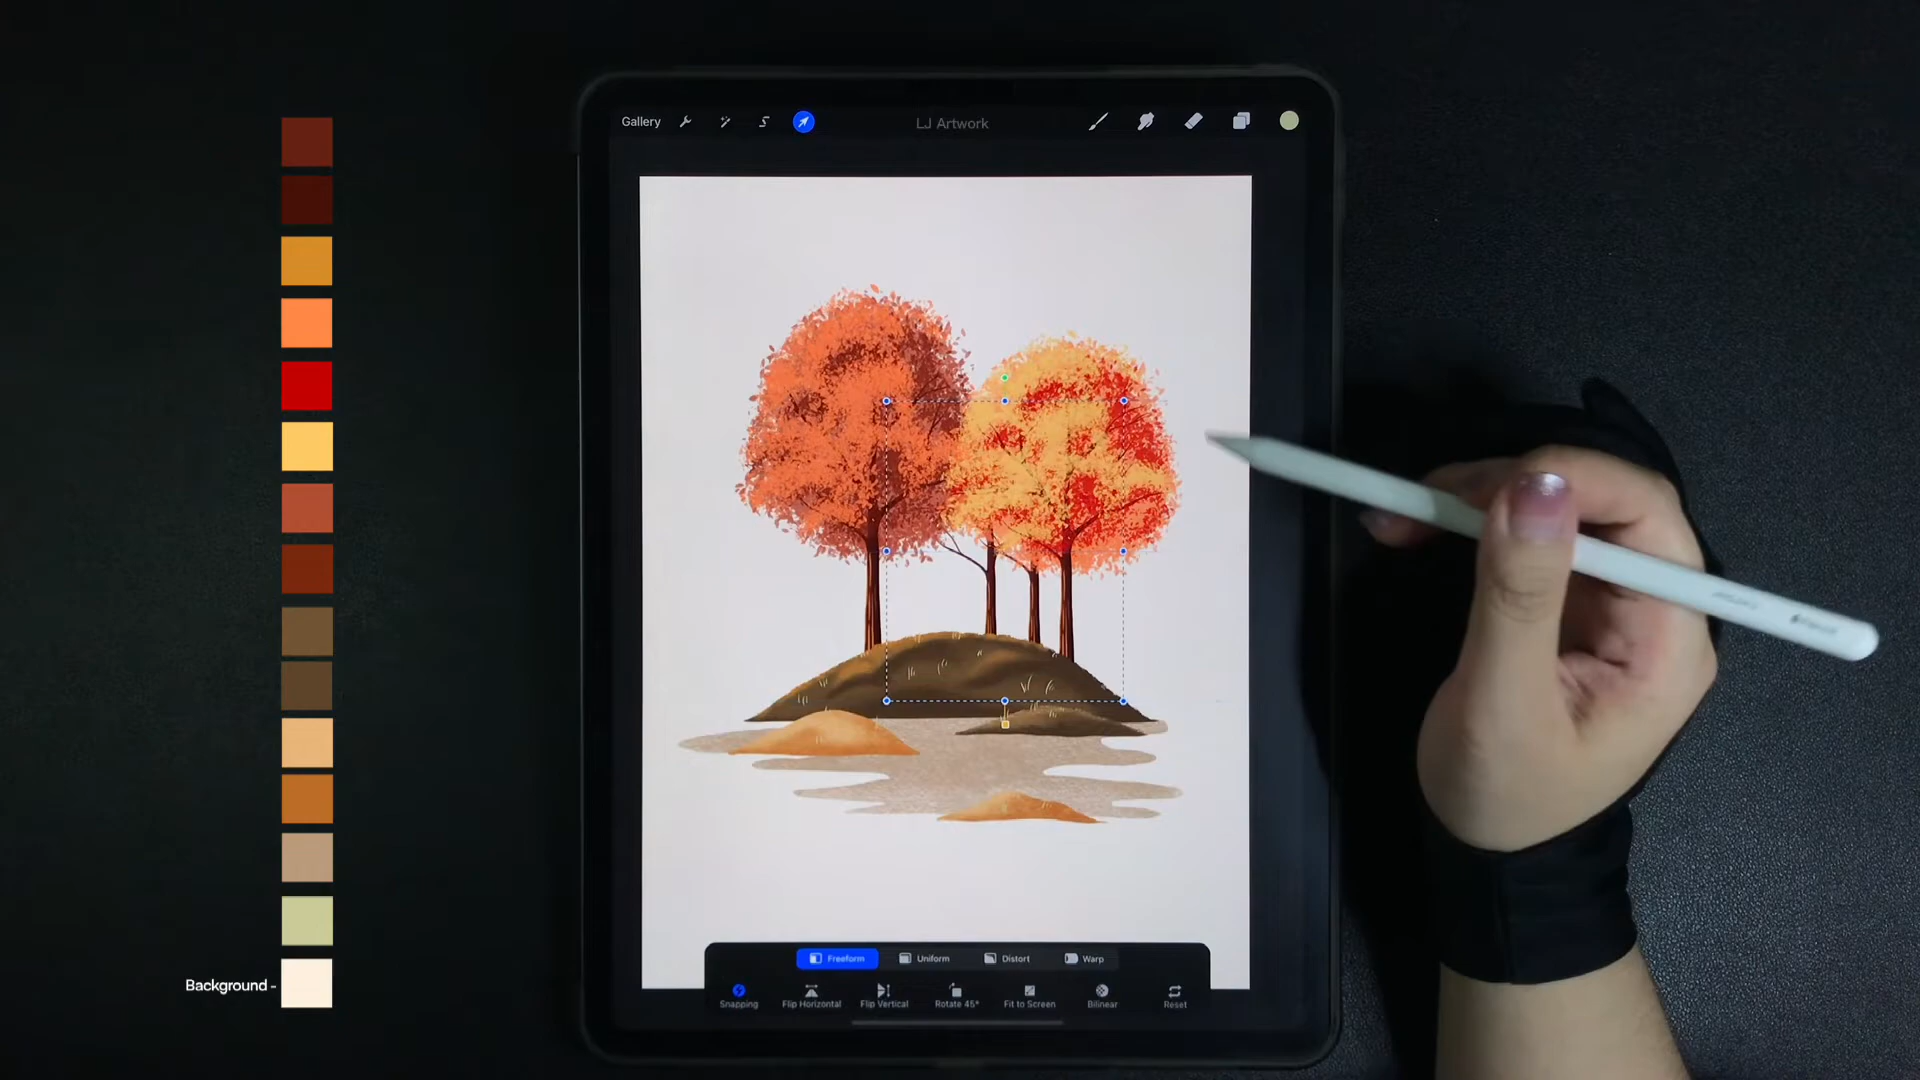 Gallery
LJ Artwork
Background -
Freeform Uniform Distort Warp
Snapping Flip Horizontal Flip Vertical Rotate 45° Fit to Screen Bilinear Reset